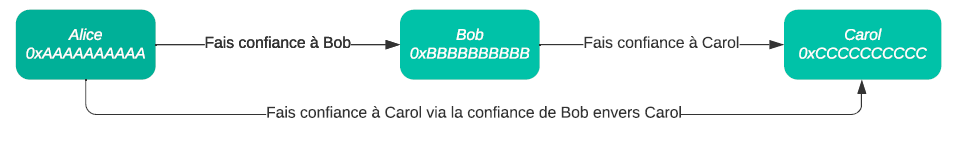 Alice
0xAAAAAAAAAA
Fais confiance à Bob
Bob
0xBBBBBBBBBB
Fais confiance à Carol
Carol
0xCCCCCCCCCC
Fais confiance à Carol via la confiance de Bob envers Carol